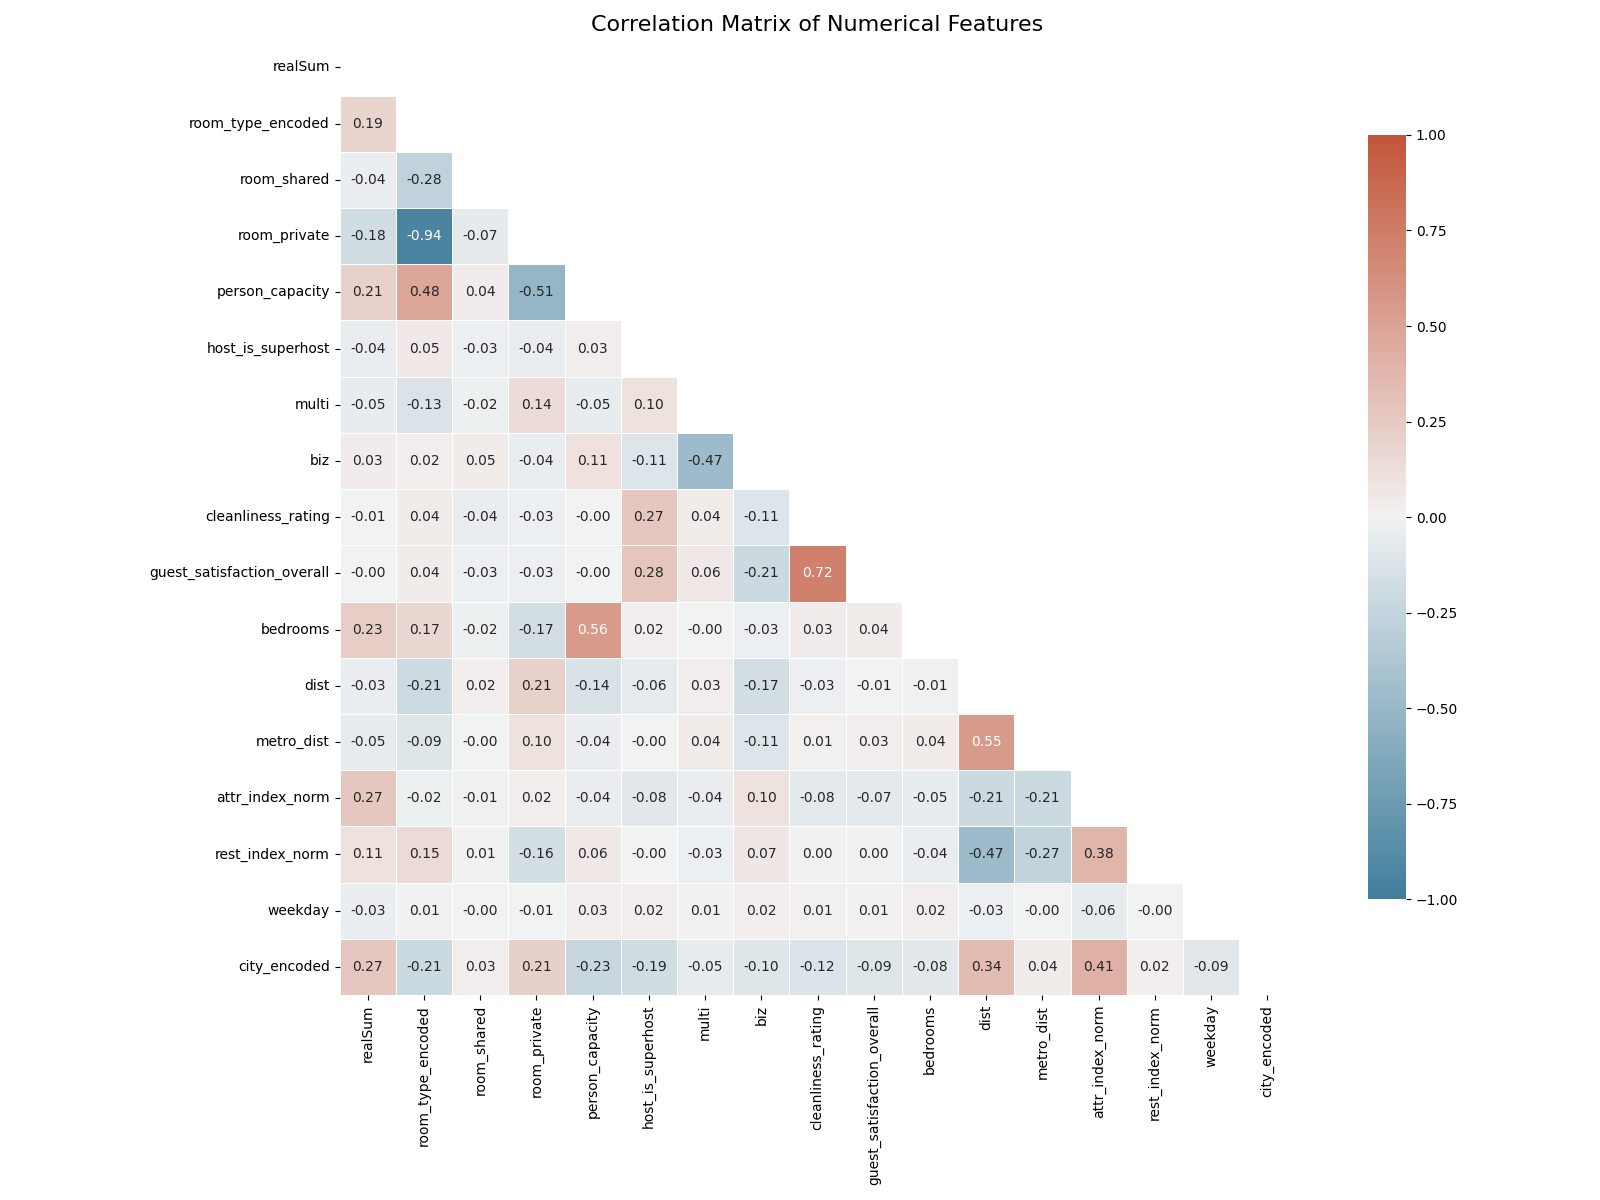 Correlation Matrix of Numerical Features
realSum
room_type_encoded 0.19
room_shared -0.04 -0.28
room_private -0.18 -0.94 -0.07
person_capacity 0.21 0.48 0.04 -0.51
host_is_superhost -0.04 0.05 -0.03 -0.04 0.03
multi -0.05 -0.13 -0.02 0.14 -0.05 0.10
biz 0.03 0.02 0.05 -0.04 0.11 -0.11 -0.47
cleanliness_rating -0.01 0.04 -0.04 -0.03 -0.00 0.27 0.04 -0.11
guest_satisfaction_overall -0.00 0.04 -0.03 -0.03 -0.00 0.28 0.06 -0.21 0.72
bedrooms 0.23 0.17 -0.02 -0.17 0.56 0.02 -0.00 -0.03 0.03 0.04
dist -0.03 -0.21 0.02 0.21 -0.14 -0.06 0.03 -0.17 -0.03 -0.01 -0.01
metro_dist -0.05 -0.09 -0.00 0.10 -0.04 -0.00 0.04 -0.11 0.01 0.03 0.04 0.55
attr_index_norm 0.27 -0.02 -0.01 0.02 -0.04 -0.08 -0.04 0.10 -0.08 -0.07 -0.05 -0.21 -0.21
rest_index_norm 0.11 0.15 0.01 -0.16 0.06 -0.00 -0.03 0.07 0.00 0.00 -0.04 -0.47 -0.27 0.38
weekday -0.03 0.01 -0.00 -0.01 0.03 0.02 0.01 0.02 0.01 0.01 0.02 -0.03 -0.00 -0.06 -0.00
city_encoded 0.27 -0.21 0.03 0.21 -0.23 -0.19 -0.05 -0.10 -0.12 -0.09 -0.08 0.34 0.04 0.41 0.02 -0.09
realSum
room_type_encoded
room_shared
room_private
person_capacity
host_is_superhost
multi
biz
cleanliness_rating
guest_satisfaction_overall
bedrooms
dist
metro_dist
attr_index_norm
rest_index_norm
weekday
city_encoded
1.00
0.75
0.50
0.25
0.00
−0.25
−0.50
−0.75
−1.00